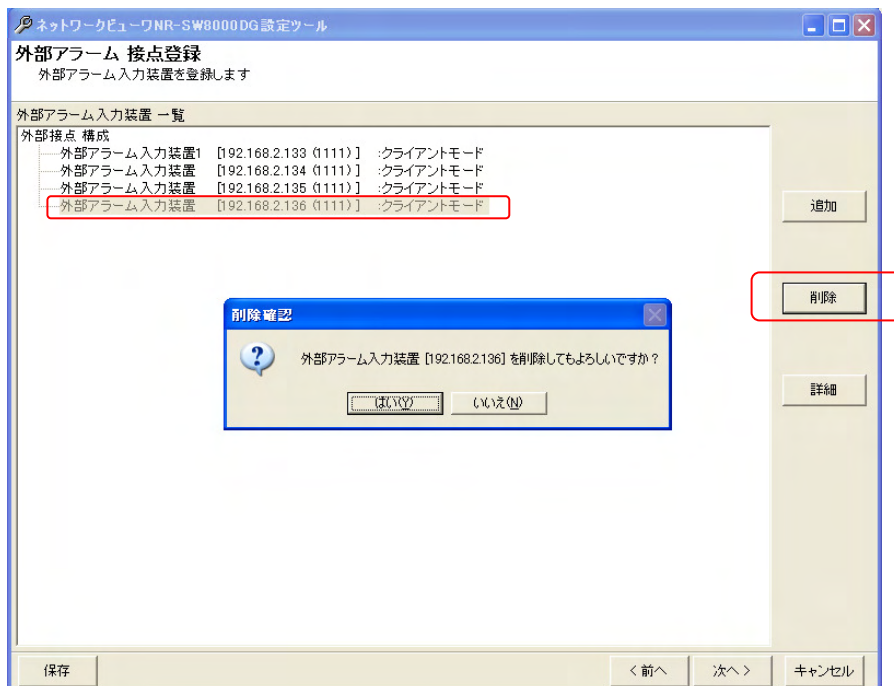 ネットワークビューワNR-SW8000DG設定ツール
外部アラーム 接点登録
外部アラーム入力装置を登録します
外部アラーム入力装置 一覧
外部接点 構成
外部アラーム入力装置1 [192.168.2.133 (1111) ] :クライアントモード
外部アラーム入力装置 [192.168.2.134 (1111) ] :クライアントモード
外部アラーム入力装置 [192.168.2.135 (1111) ] :クライアントモード
外部アラーム入力装置 [192.168.2.136 (1111) ] :クライアントモード
追加
削除
削除確認
外部アラーム入力装置 [192.168.2.136] を削除してもよろしいですか?
はい(Y) いいえ(N)
詳細
保存 < 前へ 次へ > キャンセル